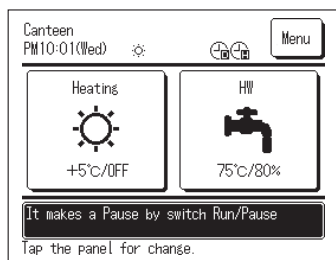 Canteen
PM10:01(Wed)
Menu
Heating
HW
+5°c/OFF
75°c/80%
It makes a Pause by switch Run/Pause
Tap the panel for change.